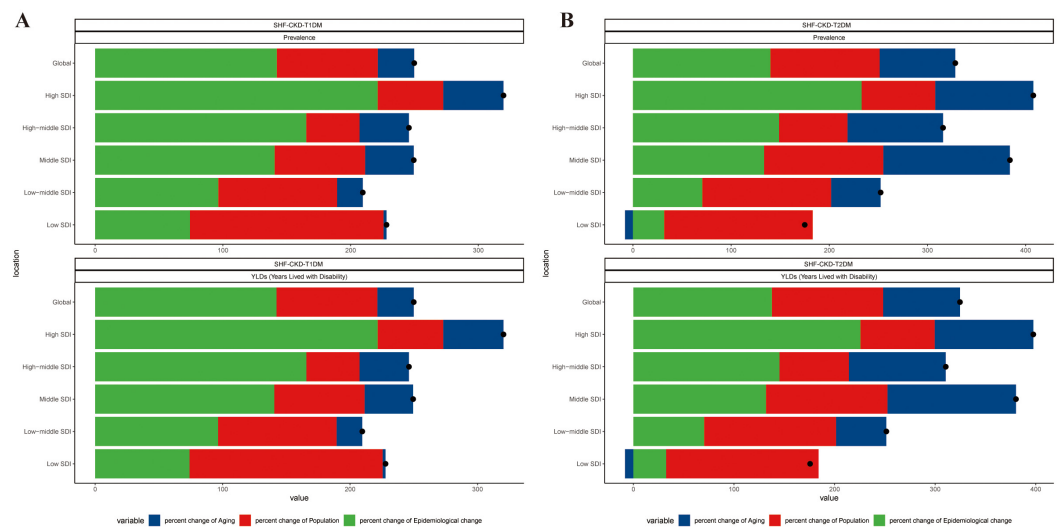 A
SHF-CKD-T1DM
Prevalence
Global
High SDI
High-middle SDI
Middle SDI
Low-middle SDI
Low SDI
0 100 200 300
location
SHF-CKD-T1DM
YLDs (Years Lived with Disability)
Global
High SDI
High-middle SDI
Middle SDI
Low-middle SDI
Low SDI
0 100 200 300
value
variable percent change of Aging percent change of Population percent change of Epidemiological change
B
SHF-CKD-T2DM
Prevalence
Global
High SDI
High-middle SDI
Middle SDI
Low-middle SDI
Low SDI
0 100 200 300 400
location
SHF-CKD-T2DM
YLDs (Years Lived with Disability)
Global
High SDI
High-middle SDI
Middle SDI
Low-middle SDI
Low SDI
0 100 200 300 400
value
variable percent change of Aging percent change of Population percent change of Epidemiological change